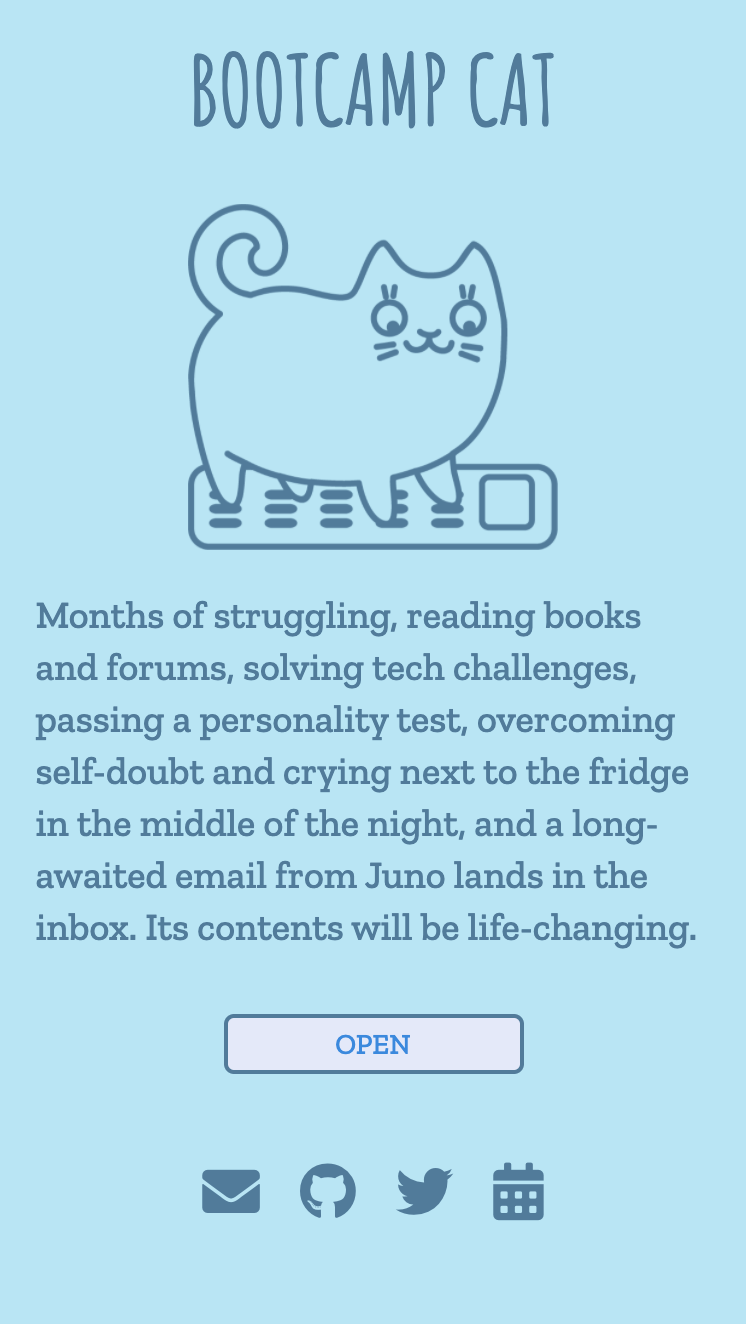 BOOTCAMP CAT
Months of struggling, reading books
and forums, solving tech challenges,
passing a personality test, overcoming
self-doubt and crying next to the fridge
in the middle of the night, and a long-
awaited email from Juno lands in the
inbox. Its contents will be life-changing.
OPEN